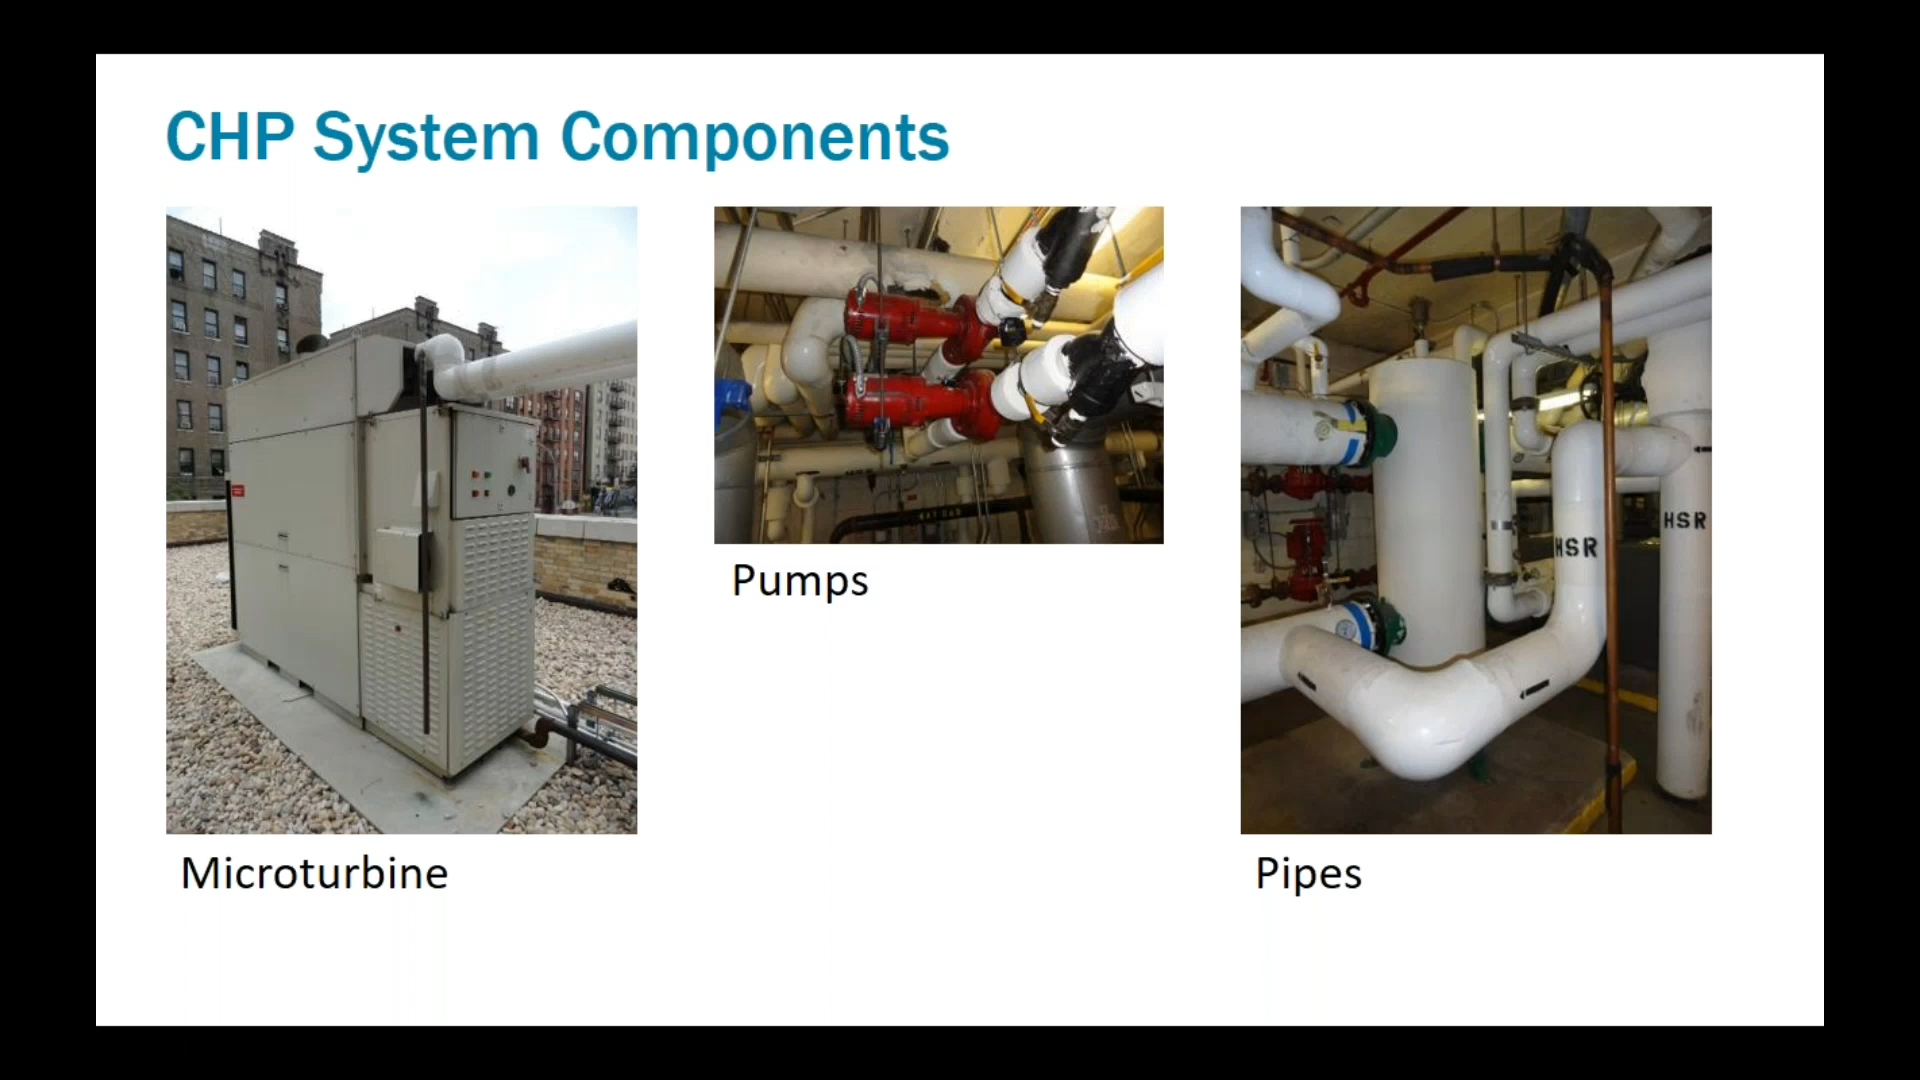 CHP System Components
HSR
HSR
Pumps
Microturbine
Pipes